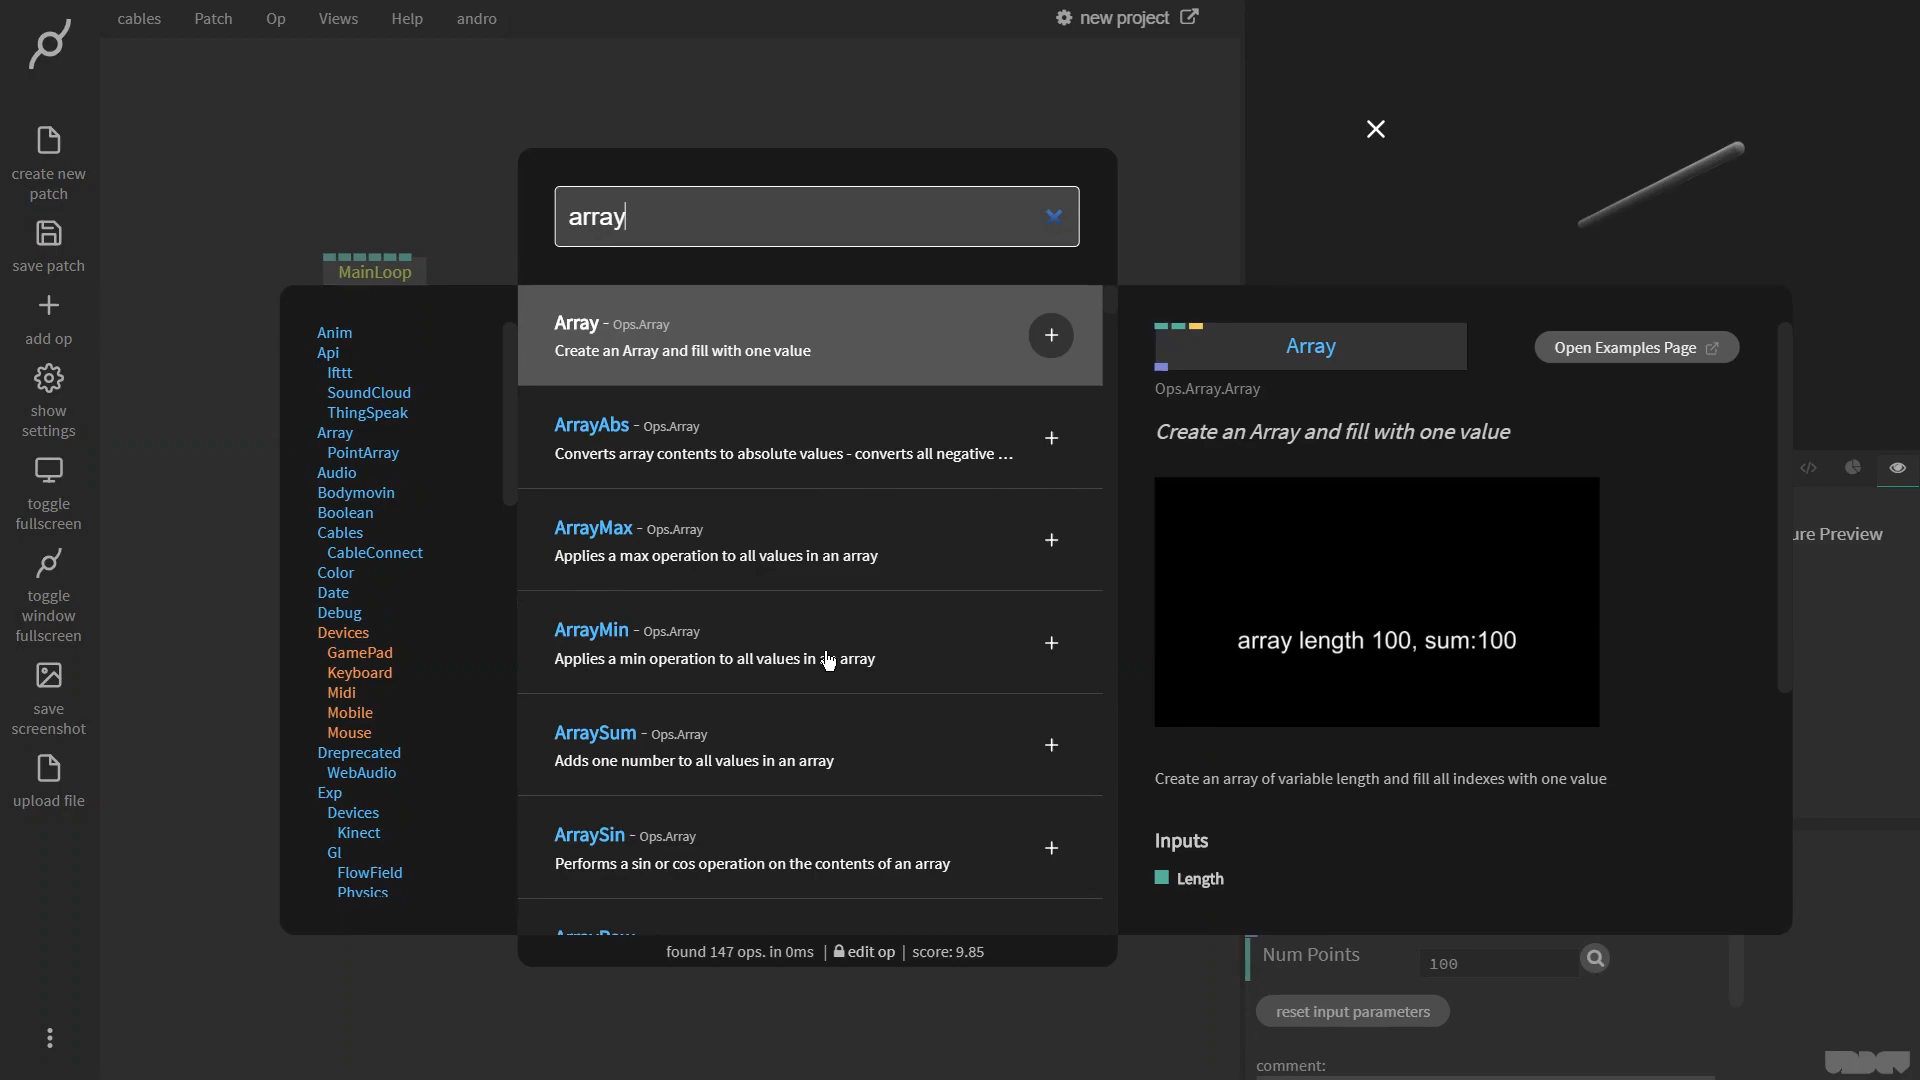 cables Patch Op Views Help andro
new project
create new
patch
save patch
add op
show
settings
toggle
fullscreen
toggle
window
fullscreen
save
screenshot
upload file
MainLoop
array
Anim
Api
Ifttt
SoundCloud
ThingSpeak
Array
PointArray
Audio
Bodymovin
Boolean
Cables
CableConnect
Color
Date
Debug
Devices
GamePad
Keyboard
Midi
Mobile
Mouse
Dreprecated
WebAudio
Exp
Devices
Kinect
Gl
FlowField
Physics
Array - Ops.Array
Create an Array and fill with one value
ArrayAbs - Ops.Array
Converts array contents to absolute values - converts all negative ...
ArrayMax - Ops.Array
Applies a max operation to all values in an array
ArrayMin - Ops.Array
Applies a min operation to all values in an array
ArraySum - Ops.Array
Adds one number to all values in an array
ArraySin - Ops.Array
Performs a sin or cos operation on the contents of an array
found 147 ops. in 0ms | edit op | score: 9.85
Array
Open Examples Page
Ops.Array.Array
Create an Array and fill with one value
array length 100, sum:100
Create an array of variable length and fill all indexes with one value
Inputs
Length
ure Preview
Num Points 100
reset input parameters
comment: